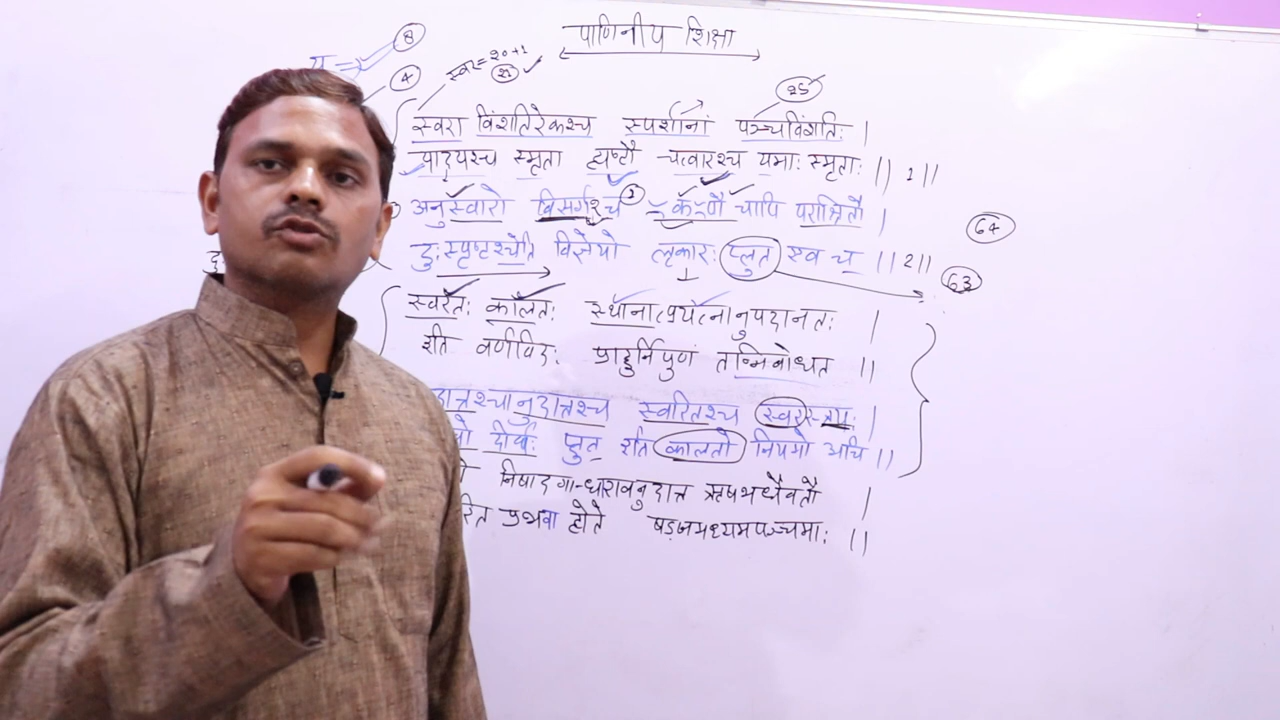 पाणिनीय शिक्षा
8
4
स्वर = 20+1
21
25
स्वरा विंशतिरेकश्च स्पर्शानां पञ्चविंशतिः |
यादयश्च स्मृता ह्यष्टौ चत्वारश्च यमाः स्मृताः || 1 ||
अनुस्वारो विसर्गश्च ≍क≍पौ चापि पराश्रितौ |
64
दुःस्पृष्टश्चेति विज्ञेयो लृकारः प्लुत एव च || 2 ||
63
स्वरतः कालतः स्थानात्प्रयत्नानुप्रदानतः |
इति वर्णविदः प्राहुर्निपुणं तन्निबोधत ||
दात्तश्चानुदात्तश्च स्वरितश्च स्वरास्त्रयः |
दीर्घः प्लुत इति कालतो नियमो अचि ||
निषादगान्धारावनुदात्त ऋषभधैवतौ |
रित प्रभवा ह्येते षड्जमध्यमपञ्चमाः ||